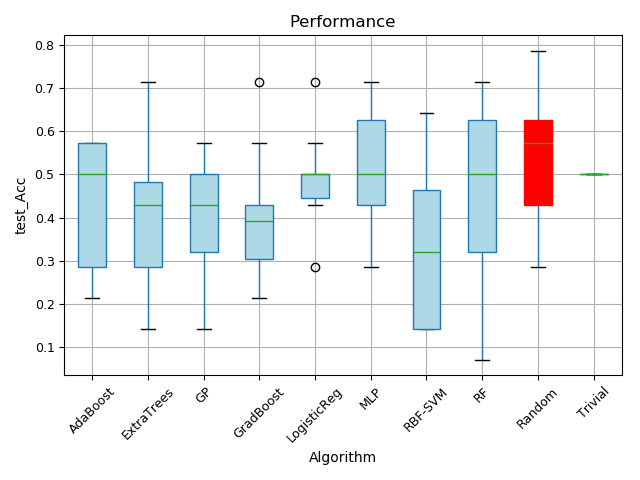 Performance
test_Acc
0.8
0.7
0.6
0.5
0.4
0.3
0.2
0.1
AdaBoost
ExtraTrees
GP
GradBoost
LogisticReg
MLP
RBF-SVM
RF
Random
Trivial
Algorithm